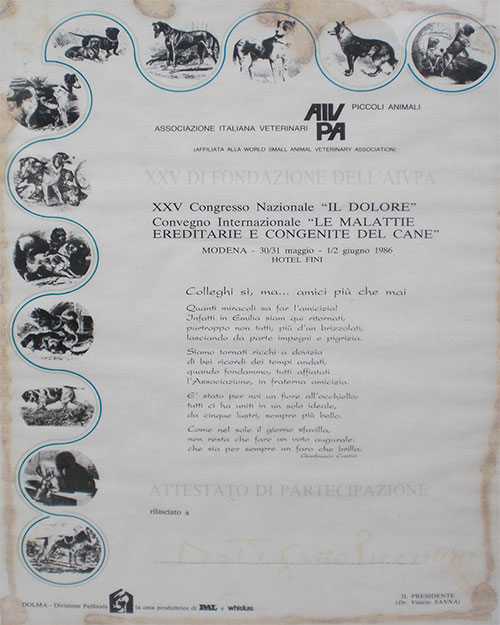 AIVPA
PICCOLI ANIMALI
ASSOCIAZIONE ITALIANA VETERINARI
(AFFILIATA ALLA WORLD SMALL ANIMAL VETERINARY ASSOCIATION)
XXV DI FONDAZIONE DELL'AIVPA
XXV Congresso Nazionale “IL DOLORE”
Convegno Internazionale “LE MALATTIE
EREDITARIE E CONGENITE DEL CANE”
MODENA - 30/31 maggio - 1/2 giugno 1986
HOTEL FINI
Colleghi sì, ma... amici più che mai
Quanti miracoli sa far l'amicizia!
Infatti in Emilia siam qui ritornati,
purtroppo non tutti, più d'un brizzolati,
lasciando da parte impegni e pigrizia.
Siamo tornati ricchi a dovizia
di bei ricordi dei tempi andati,
quando fondammo, tutti affiatati
l'Associazione, in fraterna amicizia.
E' stato per noi un fiore all'occhiello;
tutti ci ha uniti in un solo ideale,
da cinque lustri, sempre più bello.
Come nel sole il giorno sfavilla,
non resta che fare un voto augurale:
che sia per sempre un faro che brilla.
Gianfranco Contini
ATTESTATO DI PARTECIPAZIONE
rilasciato a
Dott.
DOLMA - Divisione Petfoods
la casa produttrice di PAL e whiskas
IL PRESIDENTE
(Dr. Vinicio SANNA)